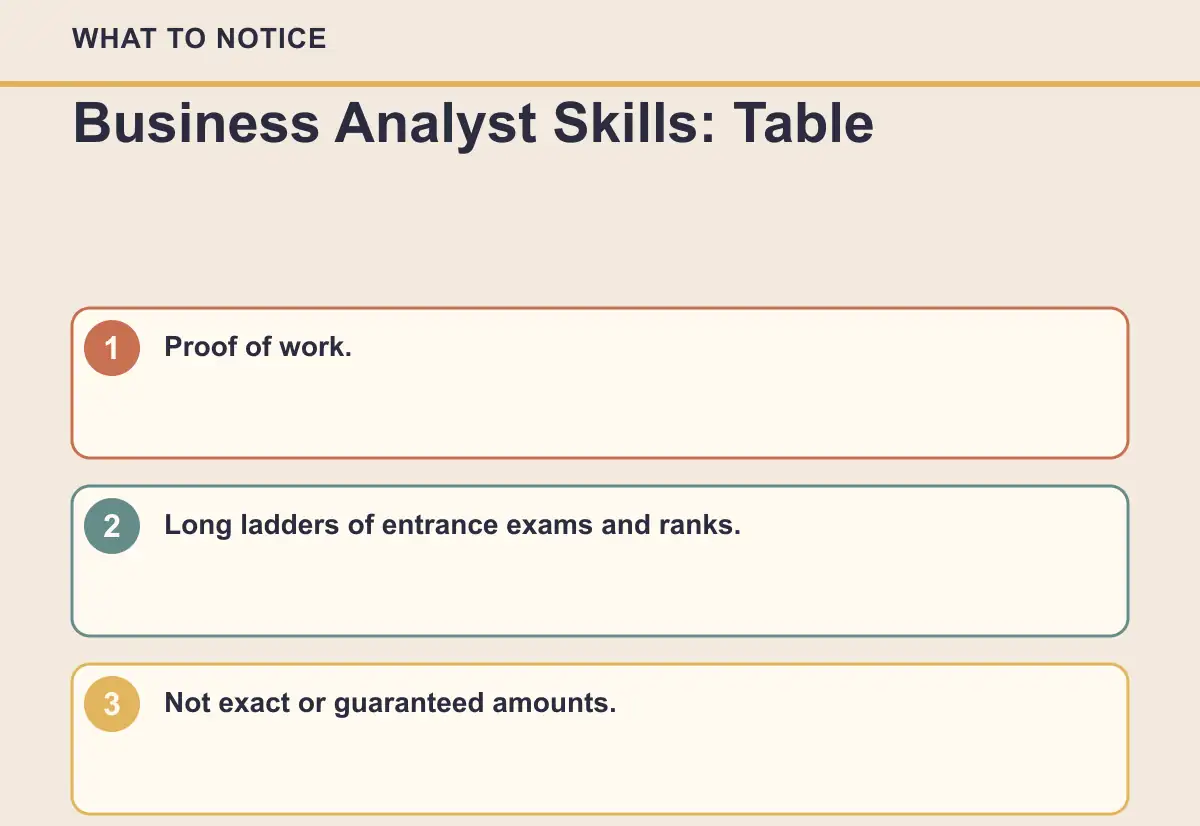 WHAT TO NOTICE
Business Analyst Skills: Table
1 Proof of work.
2 Long ladders of entrance exams and ranks.
3 Not exact or guaranteed amounts.